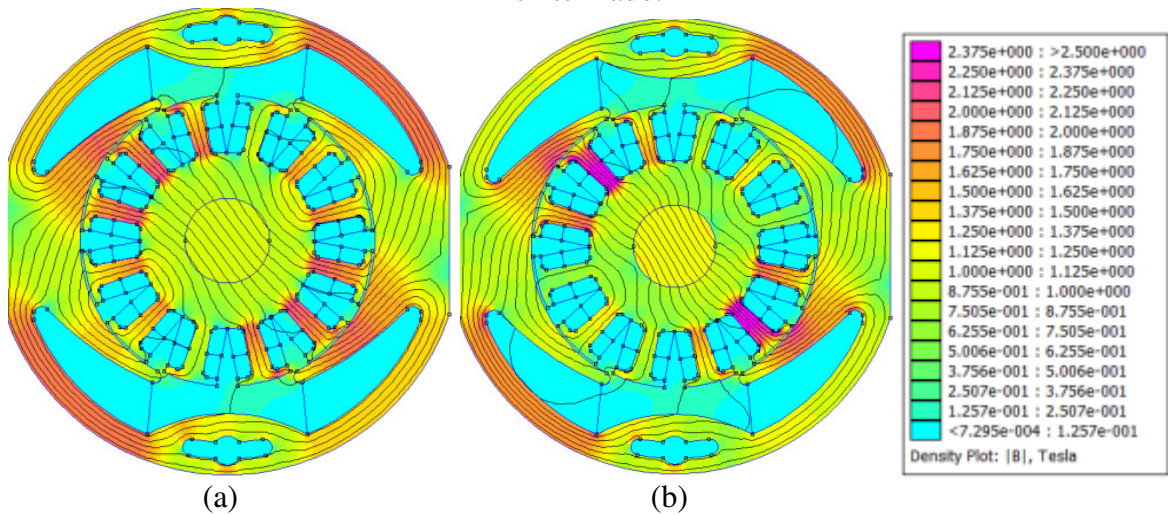 2.375e+000 : >2.500e+000
2.250e+000 : 2.375e+000
2.125e+000 : 2.250e+000
2.000e+000 : 2.125e+000
1.875e+000 : 2.000e+000
1.750e+000 : 1.875e+000
1.625e+000 : 1.750e+000
1.500e+000 : 1.625e+000
1.375e+000 : 1.500e+000
1.250e+000 : 1.375e+000
1.125e+000 : 1.250e+000
1.000e+000 : 1.125e+000
8.755e-001 : 1.000e+000
7.505e-001 : 8.755e-001
6.255e-001 : 7.505e-001
5.006e-001 : 6.255e-001
3.756e-001 : 5.006e-001
2.507e-001 : 3.756e-001
1.257e-001 : 2.507e-001
<7.295e-004 : 1.257e-001
Density Plot: |B|, Tesla
(a)
(b)